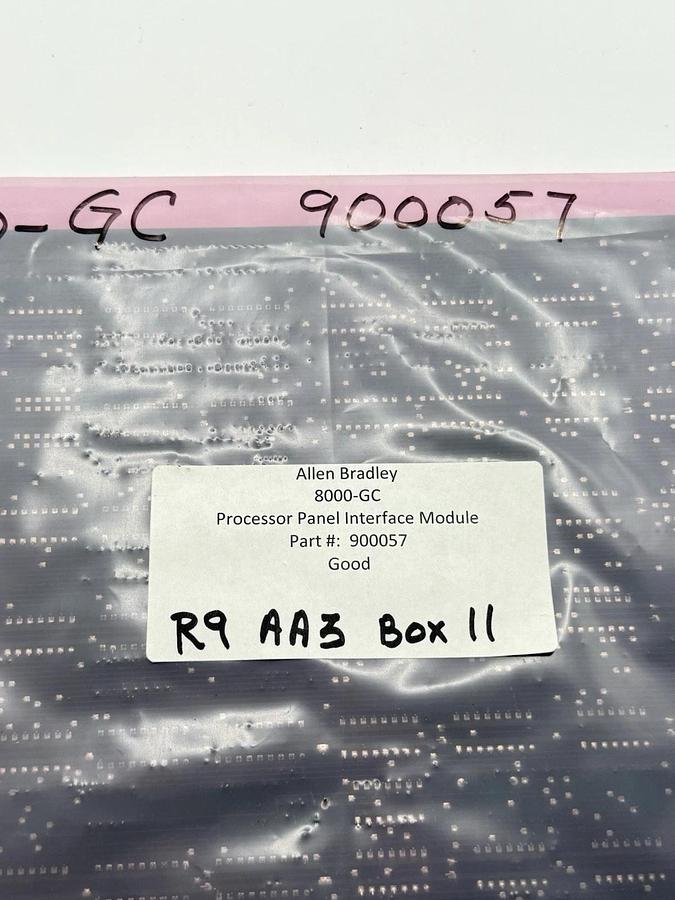 -GC 900057
Allen Bradley
8000-GC
Processor Panel Interface Module
Part #: 900057
Good
R9 AA3 Box 11